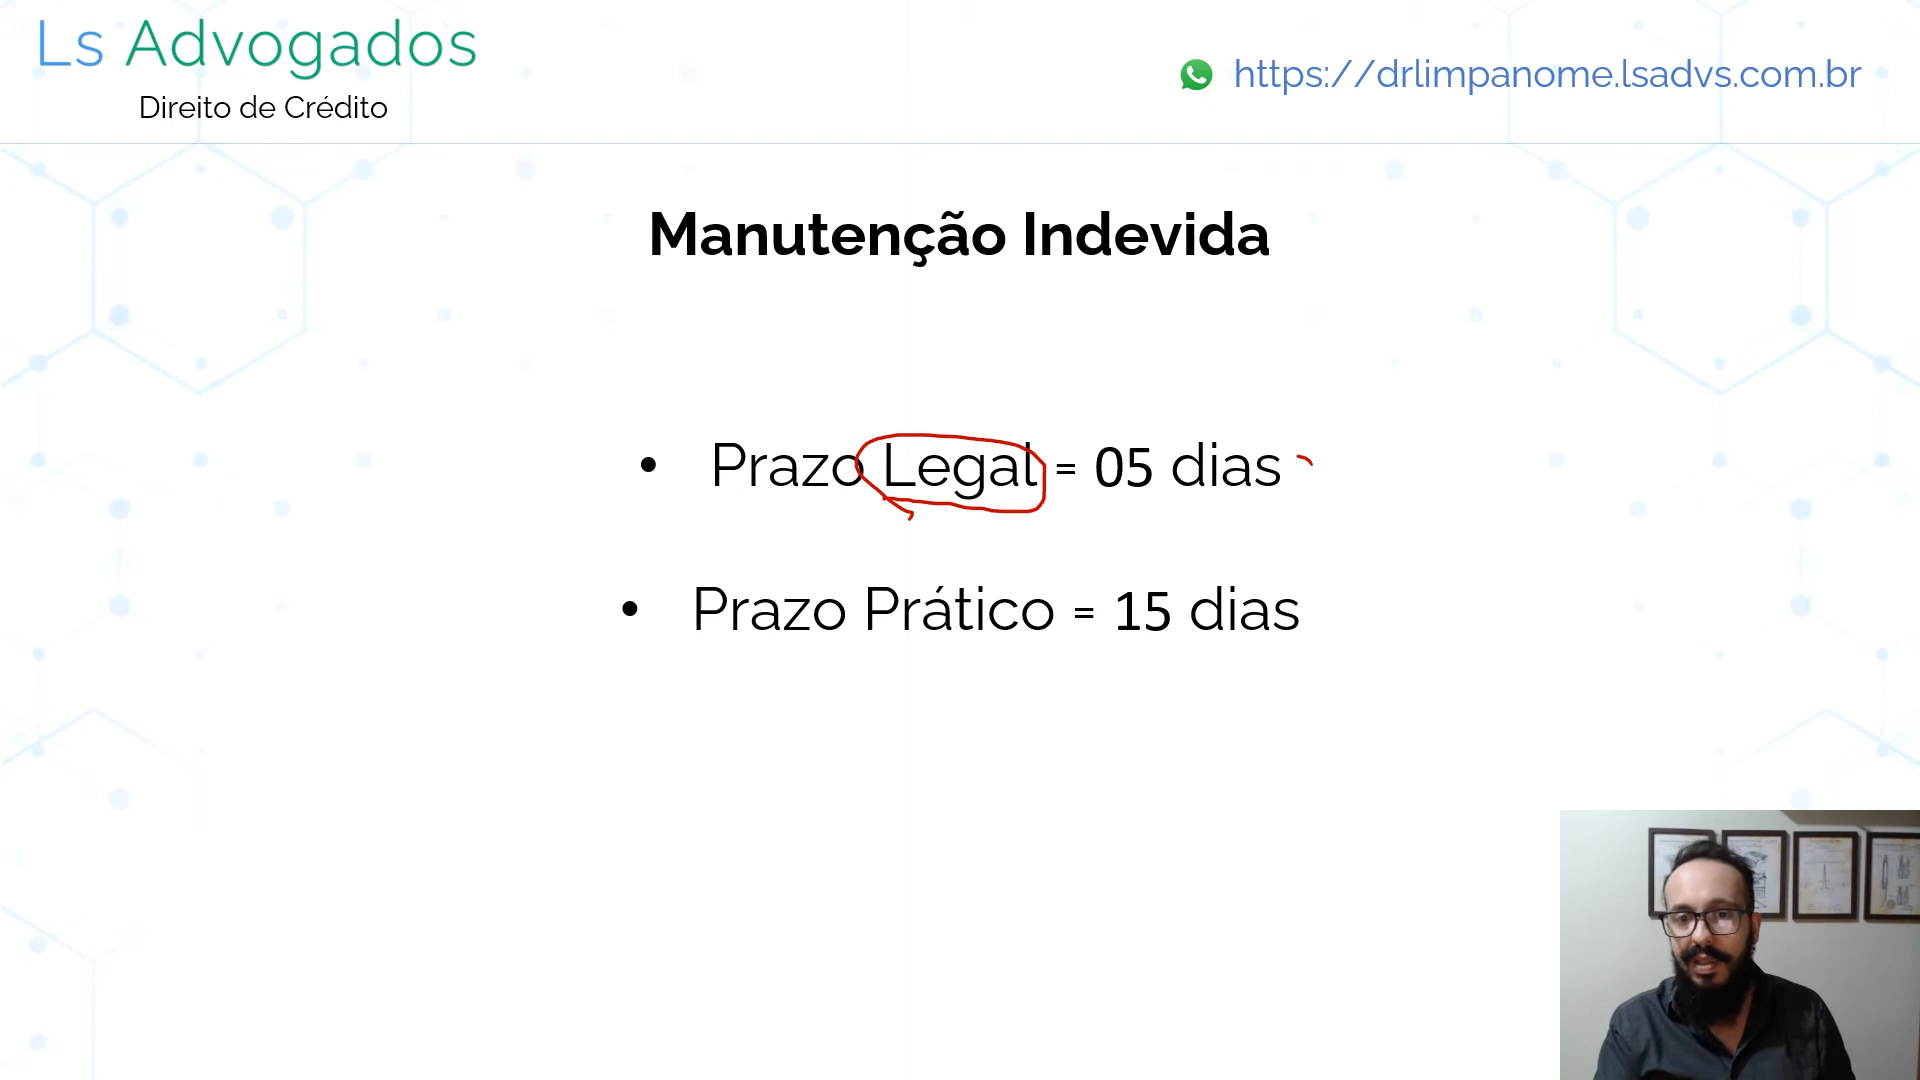 Ls Advogados
Direito de Crédito
https://drlimpanome.lsadvs.com.br
Manutenção Indevida
• Prazo Legal = 05 dias
• Prazo Prático = 15 dias